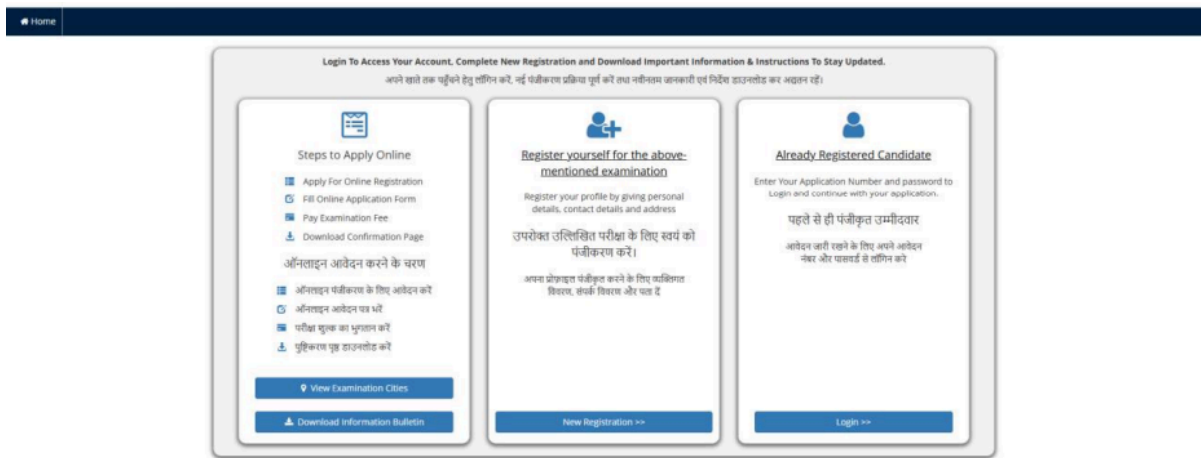 Home
Login To Access Your Account, Complete New Registration and Download Important Information & Instructions To Stay Updated.
अपने खाते तक पहुँचने हेतु लॉगिन करें, नई पंजीकरण प्रक्रिया पूर्ण करें तथा नवीनतम जानकारी एवं निर्देश डाउनलोड कर अद्यतन रहें।
Steps to Apply Online
Apply For Online Registration
Fill Online Application Form
Pay Examination Fee
Download Confirmation Page
ऑनलाइन आवेदन करने के चरण
ऑनलाइन पंजीकरण के लिए आवेदन करें
ऑनलाइन आवेदन पत्र भरें
परीक्षा शुल्क का भुगतान करें
पुष्टिकरण पृष्ठ डाउनलोड करें
View Examination Cities
Download Information Bulletin
Register yourself for the above-
mentioned examination
Register your profile by giving personal
details, contact details and address
उपरोक्त उल्लिखित परीक्षा के लिए स्वयं को
पंजीकरण करें।
अपना प्रोफ़ाइल पंजीकृत करने के लिए व्यक्तिगत
विवरण, संपर्क विवरण और पता दें
New Registration >>
Already Registered Candidate
Enter Your Application Number and password to
Login and continue with your application.
पहले से ही पंजीकृत उम्मीदवार
आवेदन जारी रखने के लिए अपने आवेदन
नंबर और पासवर्ड से लॉगिन करे
Login >>